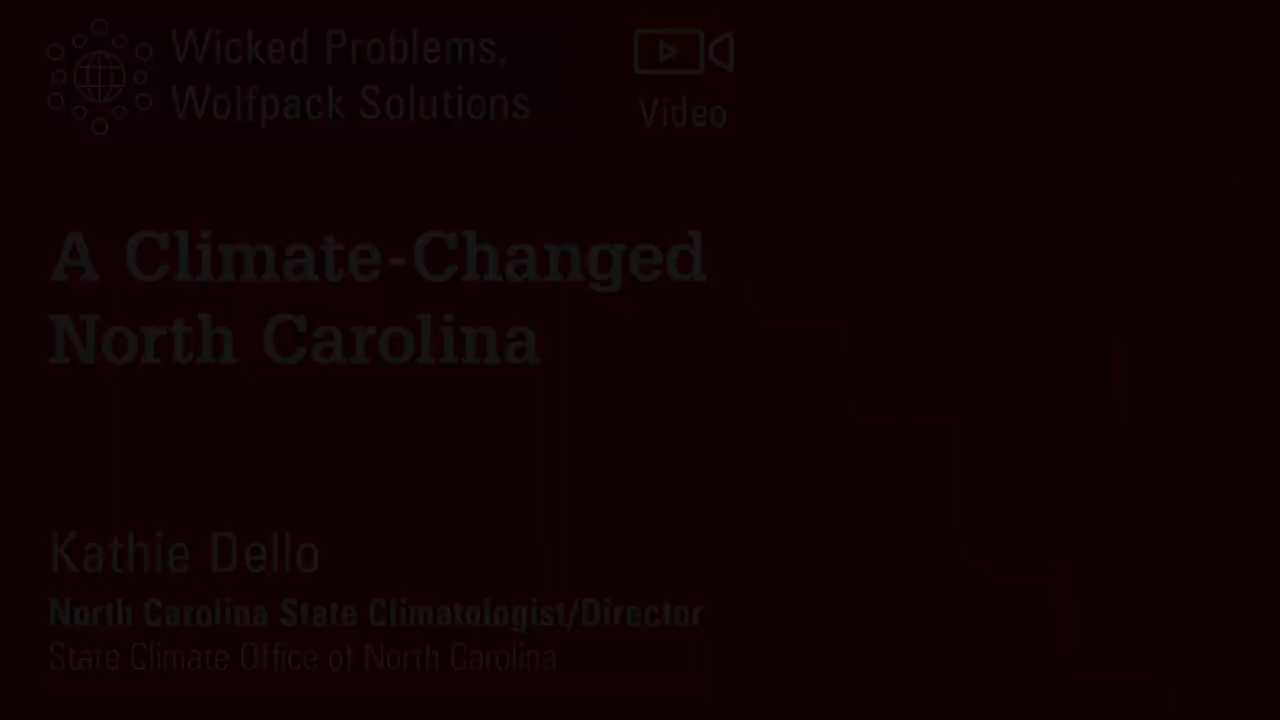 Wicked Problems,
Wolfpack Solutions
Video
A Climate-Changed
North Carolina
Kathie Dello
North Carolina State Climatologist/Director
State Climate Office of North Carolina